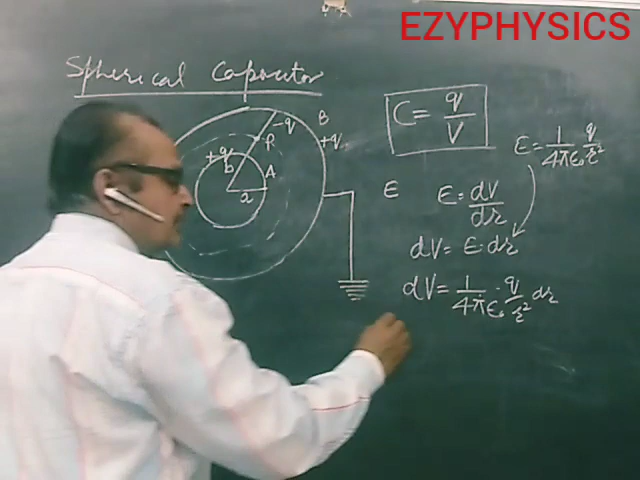 EZYPHYSICS
Spherical Capacitor
C = q/V
E = 1/4πε₀ q/r²
-q
B
+q
P
+q
b
A
a
E
E = dV/dr
dV = E·dr
dV = 1/4πε₀ · q/r² dr